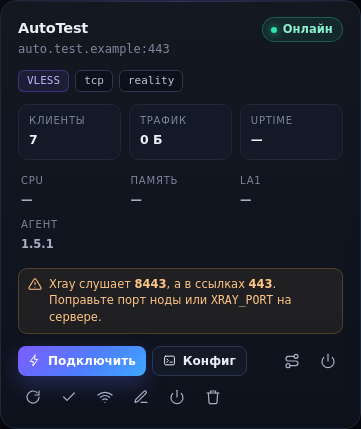 AutoTest
Онлайн
auto.test.example:443
VLESS tcp reality
КЛИЕНТЫ ТРАФИК UPTIME
7 0 Б —
CPU ПАМЯТЬ LA1
— — —
АГЕНТ
1.5.1
Xray слушает 8443, а в ссылках 443.
Поправьте порт ноды или XRAY_PORT на
сервере.
Подключить Конфиг